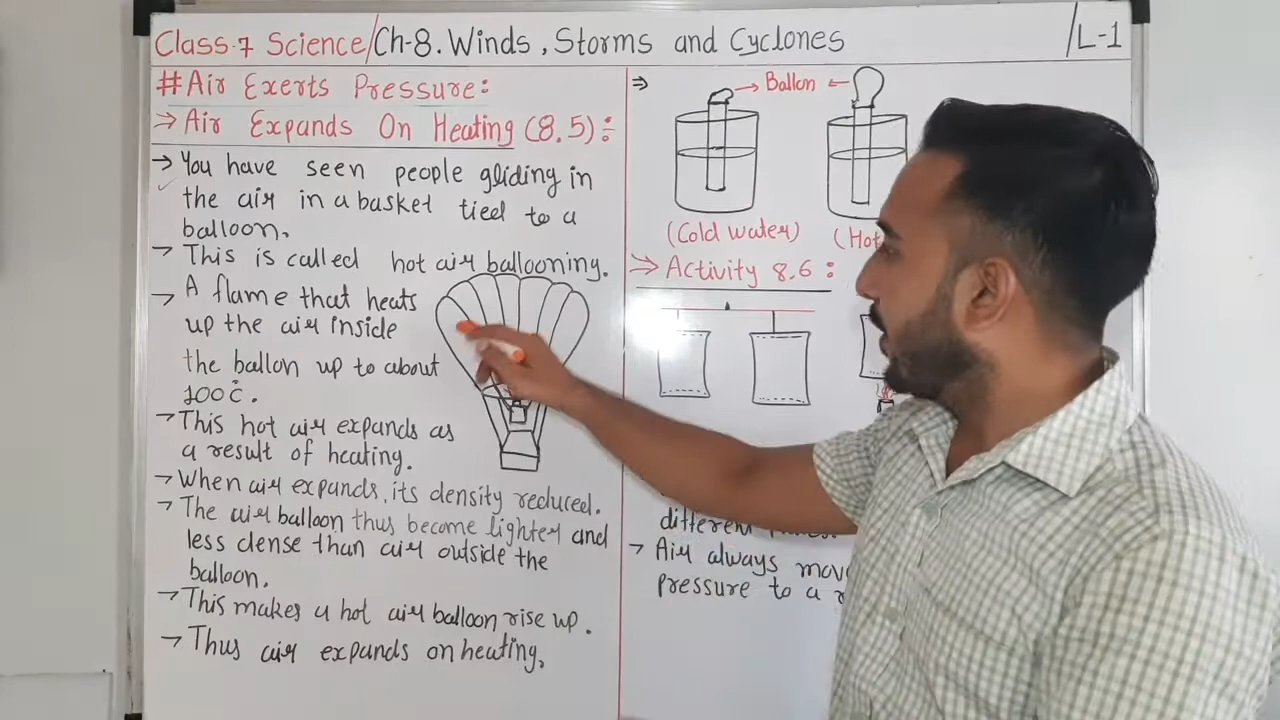 Class-7 Science/Ch-8. Winds, Storms and Cyclones /L-1
#Air Exerts Pressure:
⇒ Air Expands On Heating (8.5):
→ You have seen people gliding in
the air in a basket tied to a
balloon.
→ This is called hot air ballooning.
→ A flame that heats
up the air inside
the ballon up to about
100°C.
→ This hot air expands as
a result of heating.
→ When air expands, its density reduced.
→ The air balloon thus become lighter and
less dense than air outside the
balloon.
→ This makes a hot air balloon rise up.
→ Thus air expands on heating.
⇒ → Ballon ←
(Cold water) (Hot
⇒ Activity 8.6:
different
→ Air always mov
pressure to a